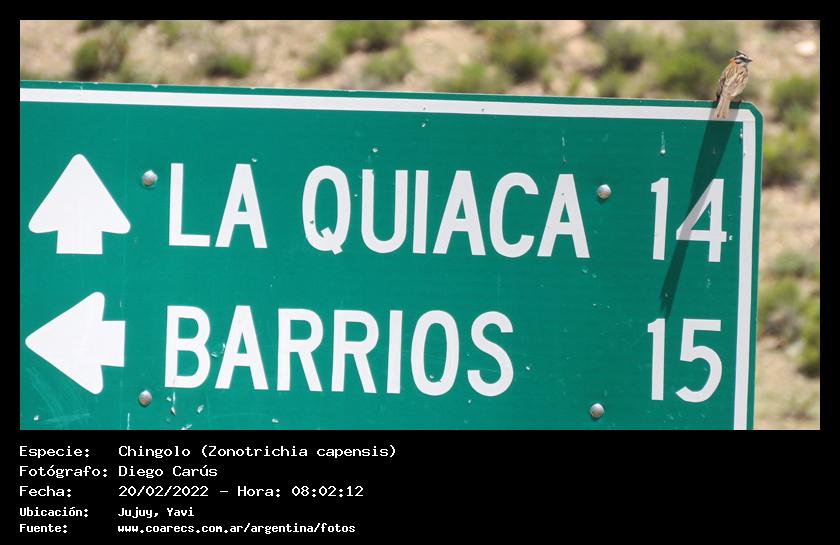 LA QUIACA 14
BARRIOS 15
Especie: Chingolo (Zonotrichia capensis)
Fotógrafo: Diego Carús
Fecha: 20/02/2022 - Hora: 08:02:12
Ubicación: Jujuy, Yavi
Fuente: www.coarecs.com.ar/argentina/fotos